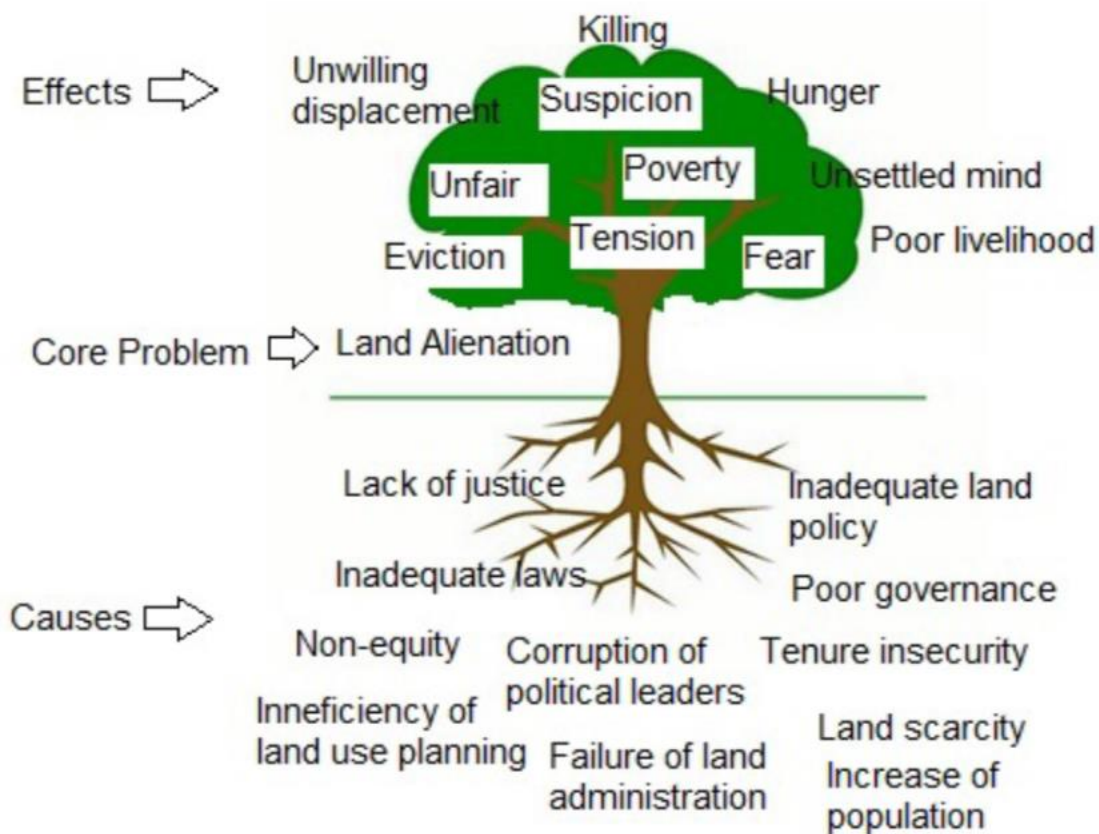 Killing
Effects
Unwilling
displacement
Suspicion
Hunger
Unfair
Poverty
Unsettled mind
Eviction
Tension
Fear
Poor livelihood
Core Problem
Land Alienation
Lack of justice
Inadequate land
policy
Inadequate laws
Poor governance
Causes
Non-equity
Corruption of
political leaders
Tenure insecurity
Inneficiency of
land use planning
Failure of land
administration
Land scarcity
Increase of
population